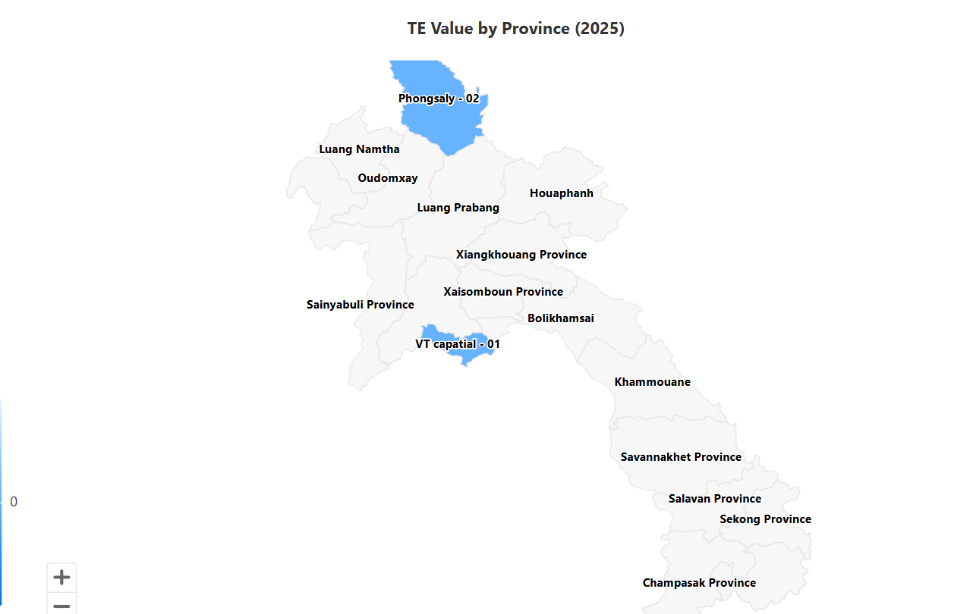 TE Value by Province (2025)
Phongsaly - 02
Luang Namtha
Oudomxay
Houaphanh
Luang Prabang
Xiangkhouang Province
Xaisomboun Province
Sainyabuli Province
Bolikhamsai
VT capatial - 01
Khammouane
Savannakhet Province
Salavan Province
0
Sekong Province
+
Champasak Province
−